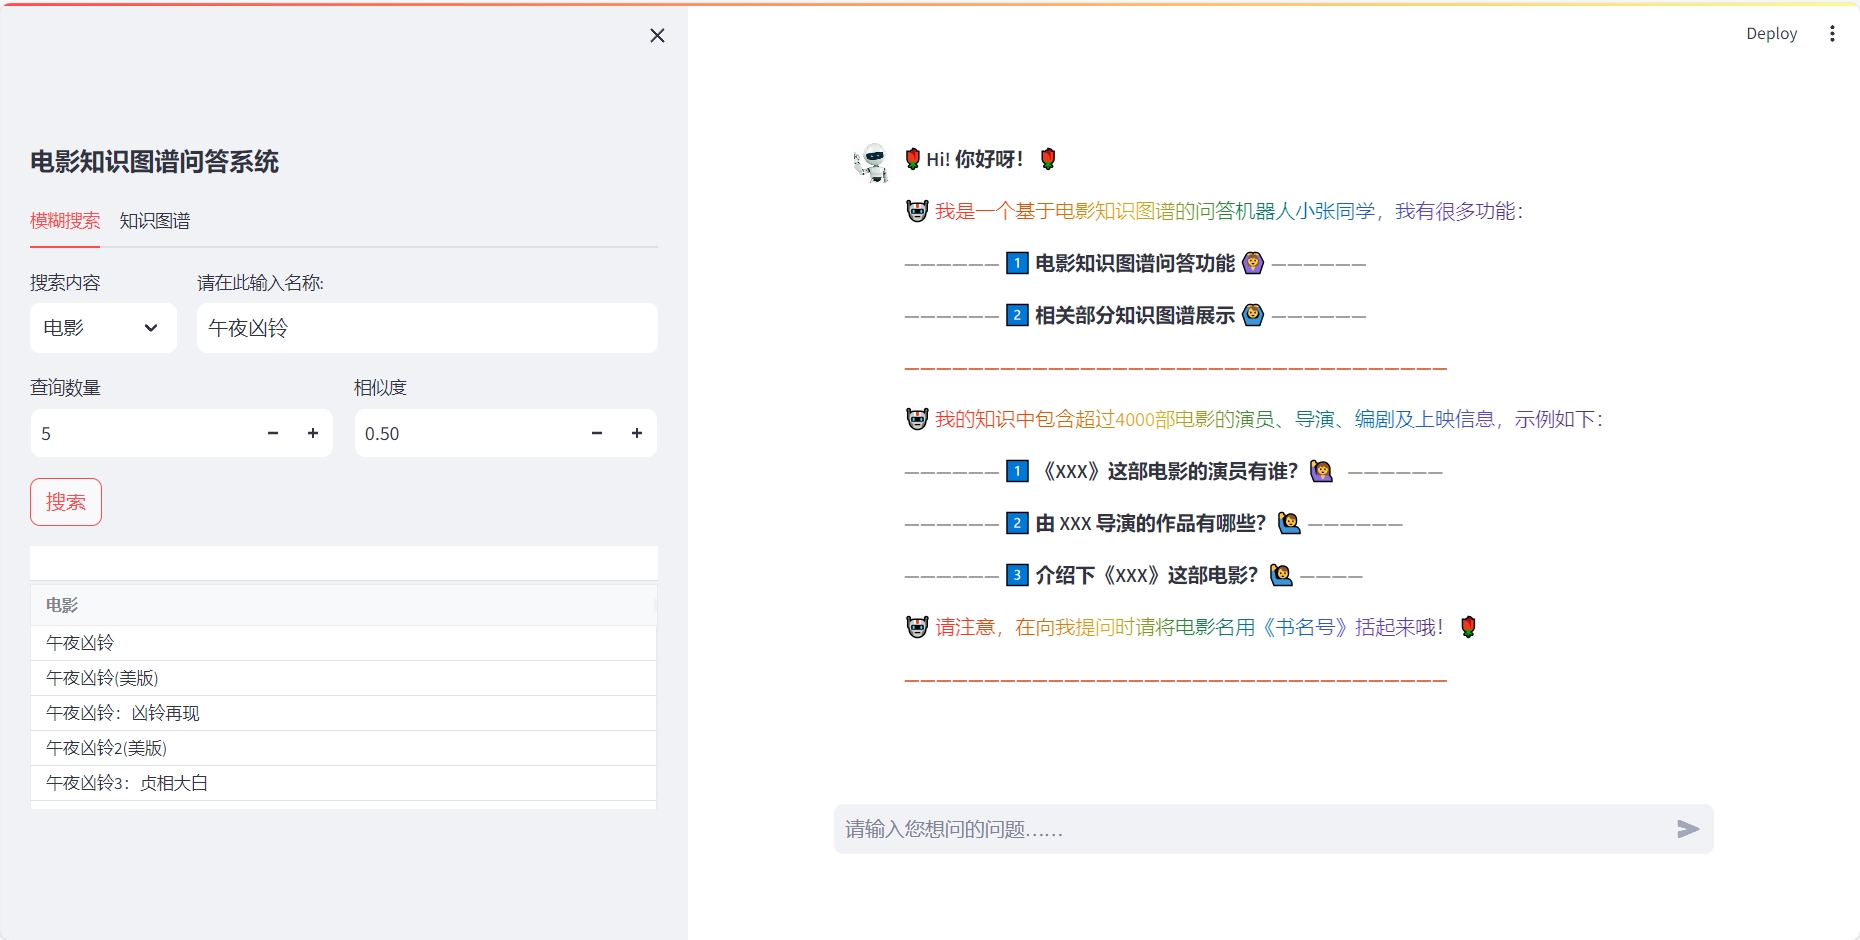 Deploy
电影知识图谱问答系统
模糊搜索 知识图谱
搜索内容 请在此输入名称:
电影 午夜凶铃
查询数量 相似度
5 − + 0.50 − +
搜索
电影
午夜凶铃
午夜凶铃(美版)
午夜凶铃：凶铃再现
午夜凶铃2(美版)
午夜凶铃3：贞相大白
Hi! 你好呀！
我是一个基于电影知识图谱的问答机器人小张同学，我有很多功能：
—————— 1 电影知识图谱问答功能 ——————
—————— 2 相关部分知识图谱展示 ——————
我的知识中包含超过4000部电影的演员、导演、编剧及上映信息，示例如下：
—————— 1 《XXX》这部电影的演员有谁？ ——————
—————— 2 由 XXX 导演的作品有哪些？ ——————
—————— 3 介绍下《XXX》这部电影？ ————
请注意，在向我提问时请将电影名用《书名号》括起来哦！
请输入您想问的问题……